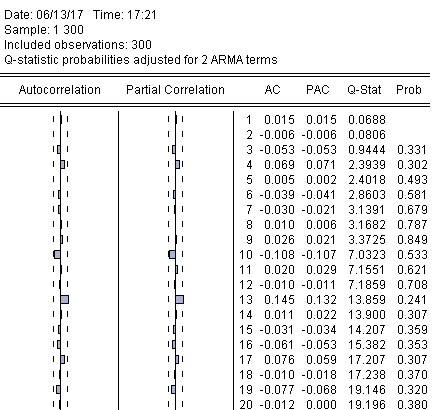 Date: 06/13/17 Time: 17:21
Sample: 1 300
Included observations: 300
Q-statistic probabilities adjusted for 2 ARMA terms
Autocorrelation Partial Correlation AC PAC Q-Stat Prob
1 0.015 0.015 0.0688
2 -0.006 -0.006 0.0806
3 -0.053 -0.053 0.9444 0.331
4 0.069 0.071 2.3939 0.302
5 0.005 0.002 2.4018 0.493
6 -0.039 -0.041 2.8603 0.581
7 -0.030 -0.021 3.1391 0.679
8 0.010 0.006 3.1682 0.787
9 0.026 0.021 3.3725 0.849
10 -0.108 -0.107 7.0323 0.533
11 0.020 0.029 7.1551 0.621
12 -0.010 -0.011 7.1859 0.708
13 0.145 0.132 13.859 0.241
14 0.011 0.022 13.900 0.307
15 -0.031 -0.034 14.207 0.359
16 -0.061 -0.053 15.382 0.353
17 0.076 0.059 17.207 0.307
18 -0.010 -0.018 17.238 0.370
19 -0.077 -0.068 19.146 0.320
20 -0.012 0.000 19.196 0.380